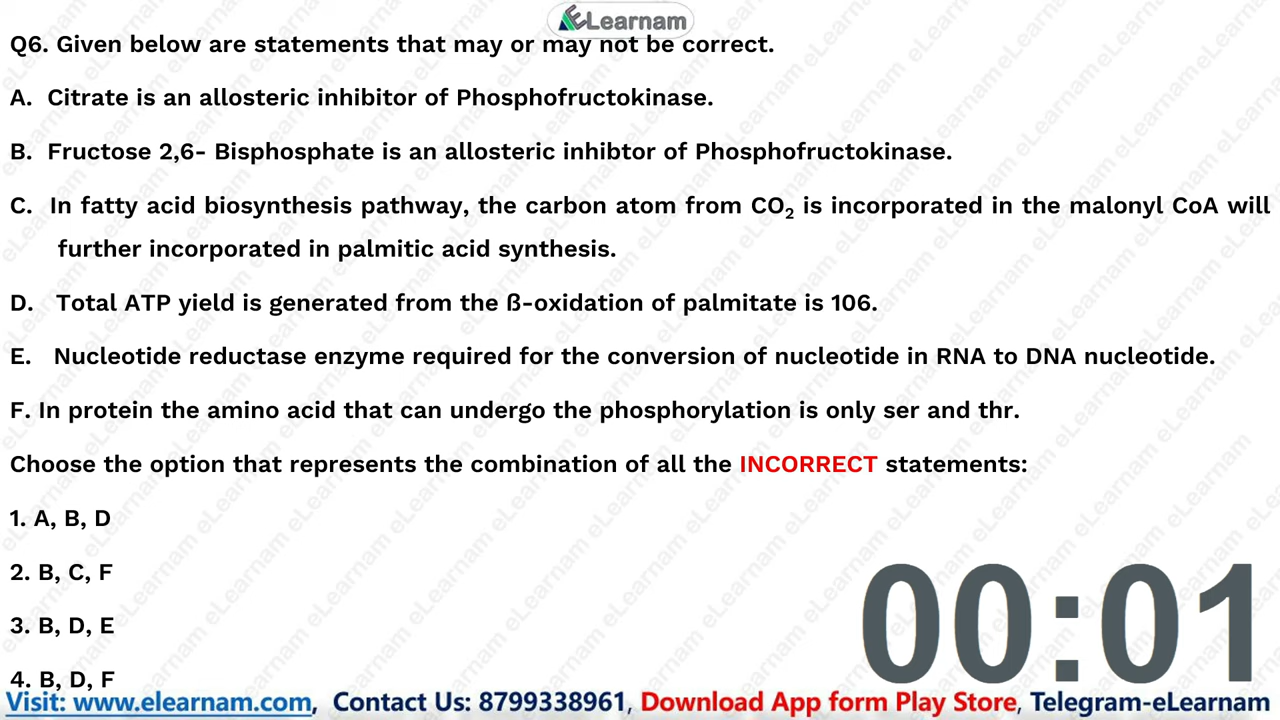 eLearnam
Q6. Given below are statements that may or may not be correct.
A. Citrate is an allosteric inhibitor of Phosphofructokinase.
B. Fructose 2,6- Bisphosphate is an allosteric inhibtor of Phosphofructokinase.
C. In fatty acid biosynthesis pathway, the carbon atom from CO₂ is incorporated in the malonyl CoA will
further incorporated in palmitic acid synthesis.
D. Total ATP yield is generated from the ß-oxidation of palmitate is 106.
E. Nucleotide reductase enzyme required for the conversion of nucleotide in RNA to DNA nucleotide.
F. In protein the amino acid that can undergo the phosphorylation is only ser and thr.
Choose the option that represents the combination of all the INCORRECT statements:
1. A, B, D
2. B, C, F
3. B, D, E
4. B, D, F
00:01
Visit: www.elearnam.com, Contact Us: 8799338961, Download App form Play Store, Telegram-eLearnam